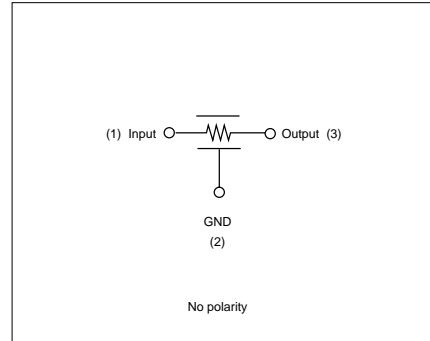 (1) Input Output (3)
GND
(2)
No polarity